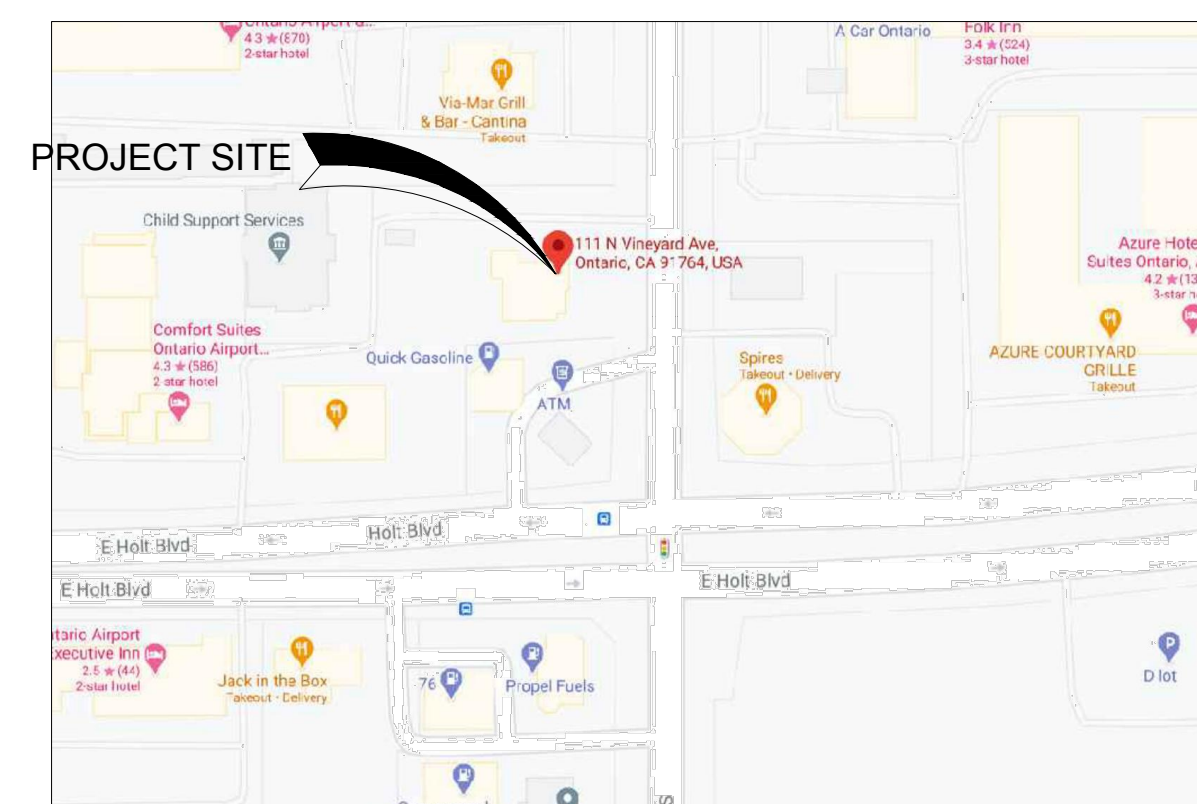 4.3 ★ (870)
2-star hotel
A Car Ontario
Folk Inn
3.4 ★ (524)
3-star hotel
Via-Mar Grill
& Bar - Cantina
Takeout
PROJECT SITE
Child Support Services
111 N Vineyard Ave,
Ontario, CA 91764, USA
Azure Hote
Suites Ontario,
4.2 ★ (13
3-star h
Comfort Suites
Ontario Airport...
4.3 ★ (586)
2-star hotel
Quick Gasoline
ATM
Spires
Takeout • Delivery
AZURE COURTYARD
GRILLE
Takeout
Holt Blvd
E Holt Blvd
E Holt Blvd
E Holt Blvd
tario Airport
xecutive Inn
2.5 ★ (44)
2-star hotel
Jack in the Box
Takeout • Delivery
76
Propel Fuels
P
D lot
S